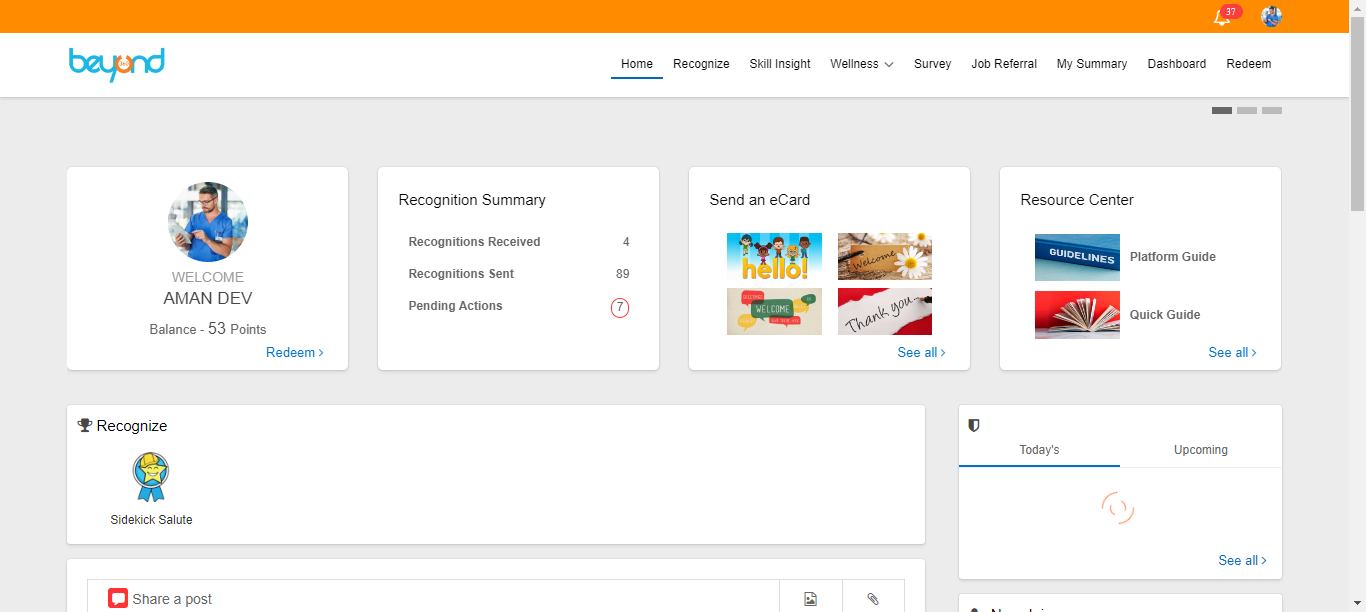 37
beyond
360
Home
Recognize
Skill Insight
Wellness
Survey
Job Referral
My Summary
Dashboard
Redeem
WELCOME
AMAN DEV
Balance - 53 Points
Redeem
Recognition Summary
Recognitions Received 4
Recognitions Sent 89
Pending Actions 7
Send an eCard
hello!
Welcome
WELCOME
Thank you...
See all
Resource Center
GUIDELINES
Platform Guide
Quick Guide
See all
Recognize
Sidekick Salute
Today's
Upcoming
See all
Share a post